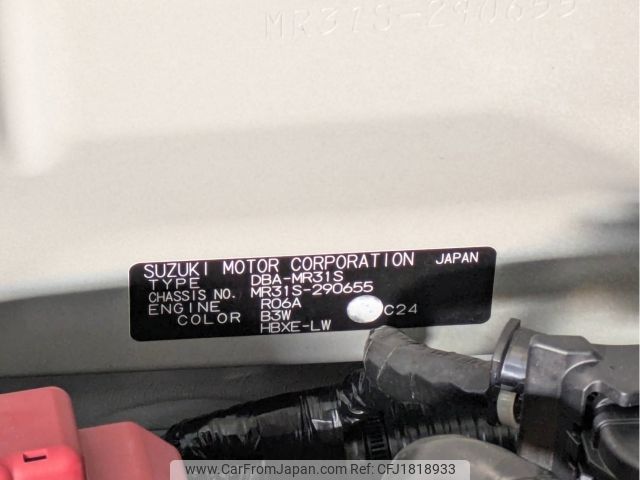 MR31S-290655
SUZUKI MOTOR CORPORATION JAPAN
TYPE DBA-MR31S
CHASSIS NO. MR31S-290655
ENGINE R06A
COLOR B3W C24
HBXE-LW
www.CarFromJapan.com | CFJ1818933